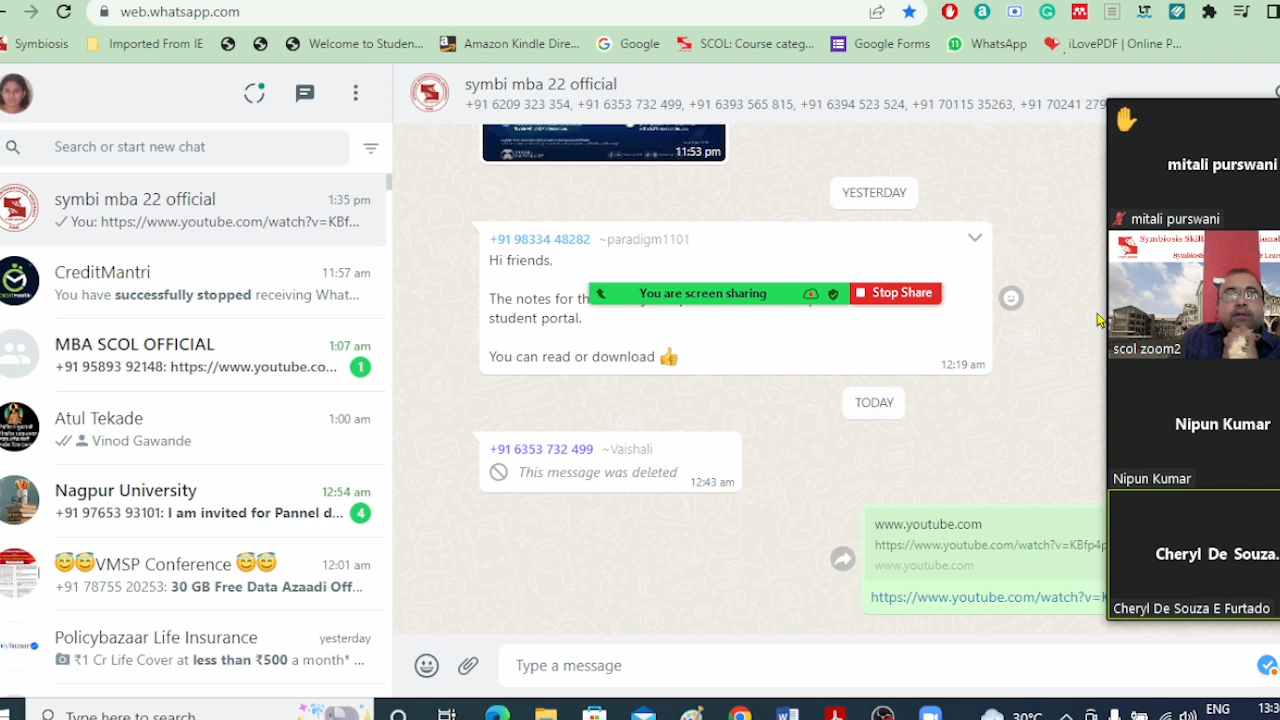 web.whatsapp.com
Symbiosis
Imported From IE
Welcome to Studen...
Amazon Kindle Dire...
Google
SCOL: Course categ...
Google Forms
11
WhatsApp
iLovePDF | Online P...
symbi mba 22 official
+91 6209 323 354, +91 6353 732 499, +91 6393 565 815, +91 6394 523 524, +91 70115 35263, +91 70241 279
Search or start new chat
symbi mba 22 official
1:35 pm
You: https://www.youtube.com/watch?v=KBf...
CreditMantri
11:57 am
You have successfully stopped receiving What...
MBA SCOL OFFICIAL
1:07 am
+91 95893 92148: https://www.youtube.co...
1
Atul Tekade
1:00 am
Vinod Gawande
Nagpur University
12:54 am
+91 97653 93101: I am invited for Pannel d...
4
😇😇VMSP Conference 😇😇
12:01 am
+91 78755 20253: 30 GB Free Data Azaadi Off...
Policybazaar Life Insurance
yesterday
₹1 Cr Life Cover at less than ₹500 a month* ...
11:53 pm
YESTERDAY
+91 98334 48282 ~paradigm1101
Hi friends,
The notes for th
student portal.
You can read or download 👍
12:19 am
You are screen sharing
Stop Share
TODAY
+91 6353 732 499 ~Vaishali
This message was deleted
12:43 am
www.youtube.com
https://www.youtube.com/watch?v=KBfp4p
www.youtube.com
https://www.youtube.com/watch?v=K
Type a message
mitali purswani
mitali purswani
scol zoom2
Nipun Kumar
Nipun Kumar
Cheryl De Souza...
Cheryl De Souza E Furtado
Type here to search
30°C
ENG
13:3